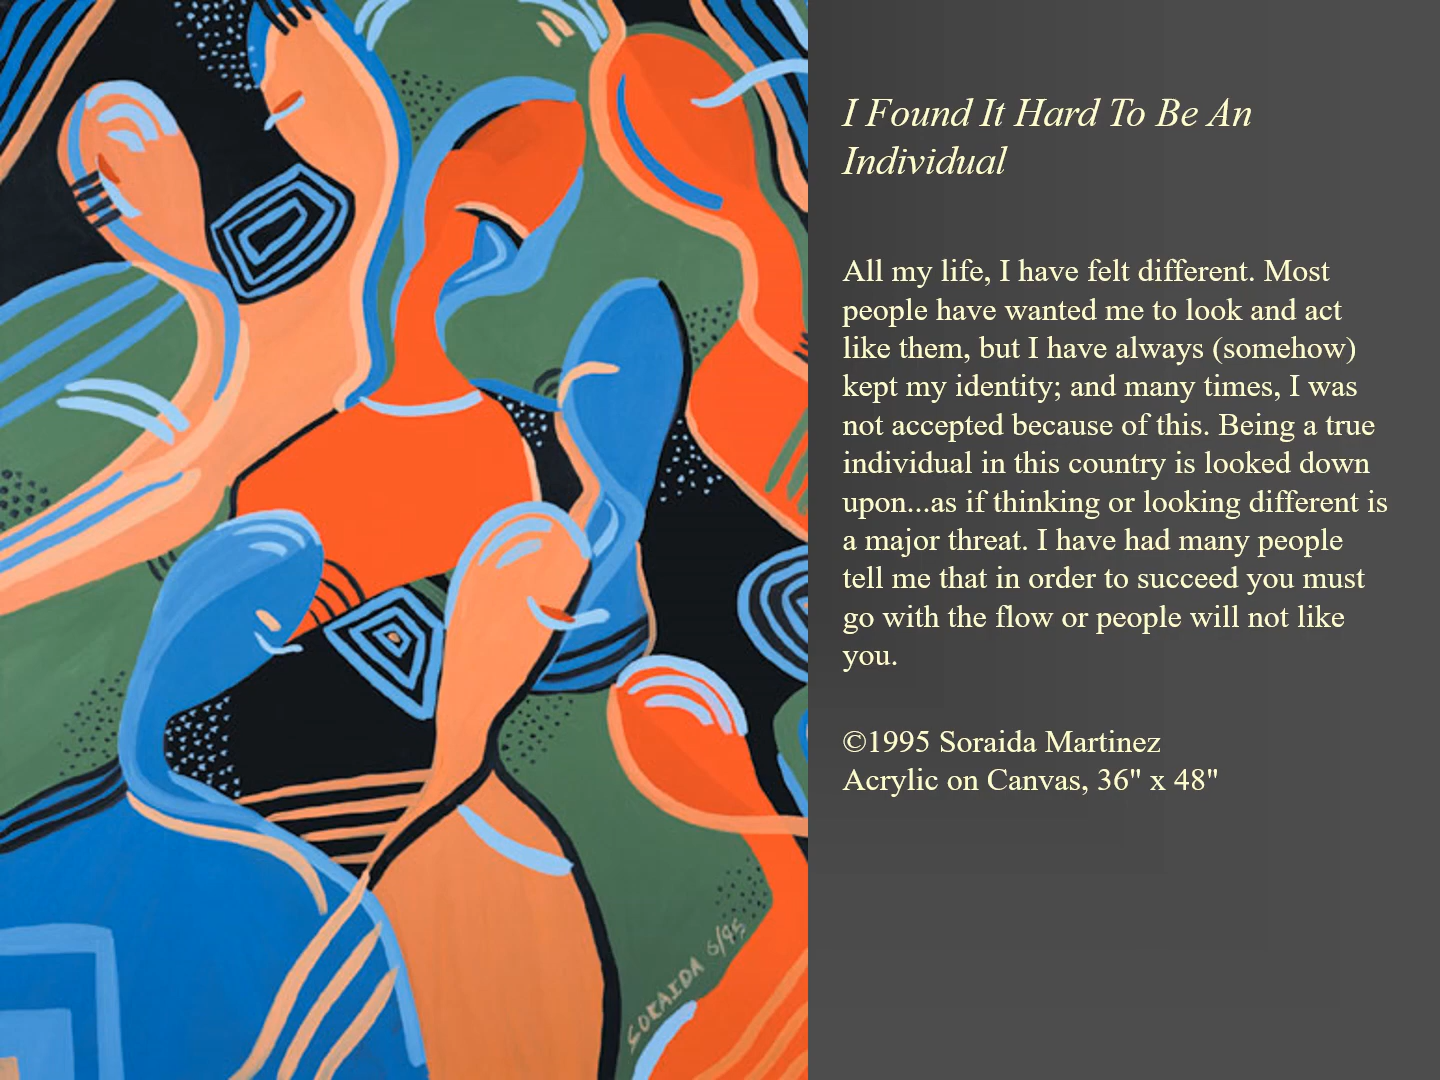 I Found It Hard To Be An
Individual
All my life, I have felt different. Most
people have wanted me to look and act
like them, but I have always (somehow)
kept my identity; and many times, I was
not accepted because of this. Being a true
individual in this country is looked down
upon...as if thinking or looking different is
a major threat. I have had many people
tell me that in order to succeed you must
go with the flow or people will not like
you.
©1995 Soraida Martinez
Acrylic on Canvas, 36" x 48"
SORAIDA 6/95